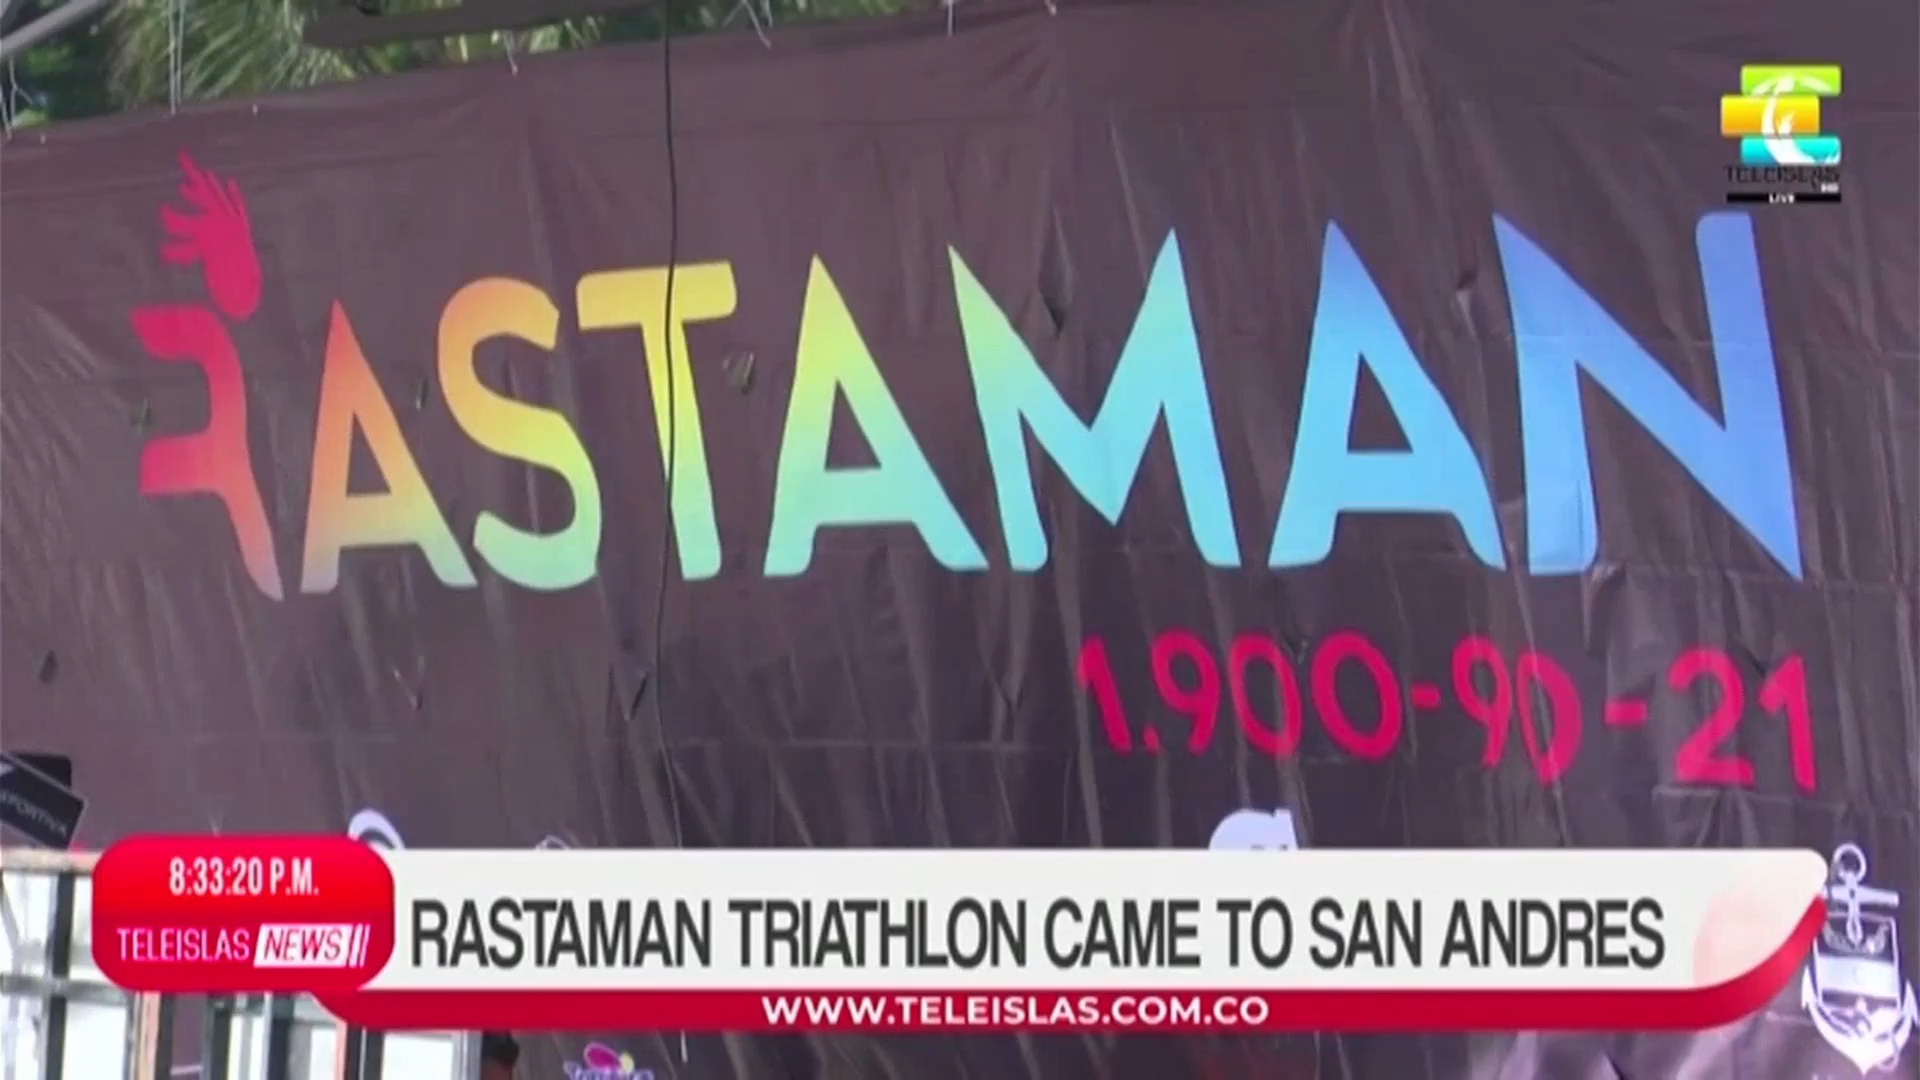 TELEISLAS
LIVE
RASTAMAN
1.900-90-21
8:33:20 P.M.
TELEISLAS NEWS
RASTAMAN TRIATHLON CAME TO SAN ANDRES
WWW.TELEISLAS.COM.CO